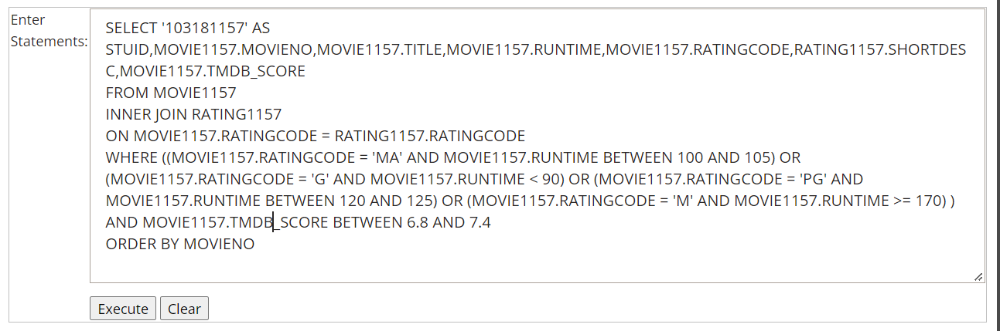 Enter
Statements:
SELECT '103181157' AS
STUID,MOVIE1157.MOVIENO,MOVIE1157.TITLE,MOVIE1157.RUNTIME,MOVIE1157.RATINGCODE,RATING1157.SHORTDES
C,MOVIE1157.TMDB_SCORE
FROM MOVIE1157
INNER JOIN RATING1157
ON MOVIE1157.RATINGCODE = RATING1157.RATINGCODE
WHERE ((MOVIE1157.RATINGCODE = 'MA' AND MOVIE1157.RUNTIME BETWEEN 100 AND 105) OR
(MOVIE1157.RATINGCODE = 'G' AND MOVIE1157.RUNTIME < 90) OR (MOVIE1157.RATINGCODE = 'PG' AND
MOVIE1157.RUNTIME BETWEEN 120 AND 125) OR (MOVIE1157.RATINGCODE = 'M' AND MOVIE1157.RUNTIME >= 170) )
AND MOVIE1157.TMDB_SCORE BETWEEN 6.8 AND 7.4
ORDER BY MOVIENO
Execute Clear